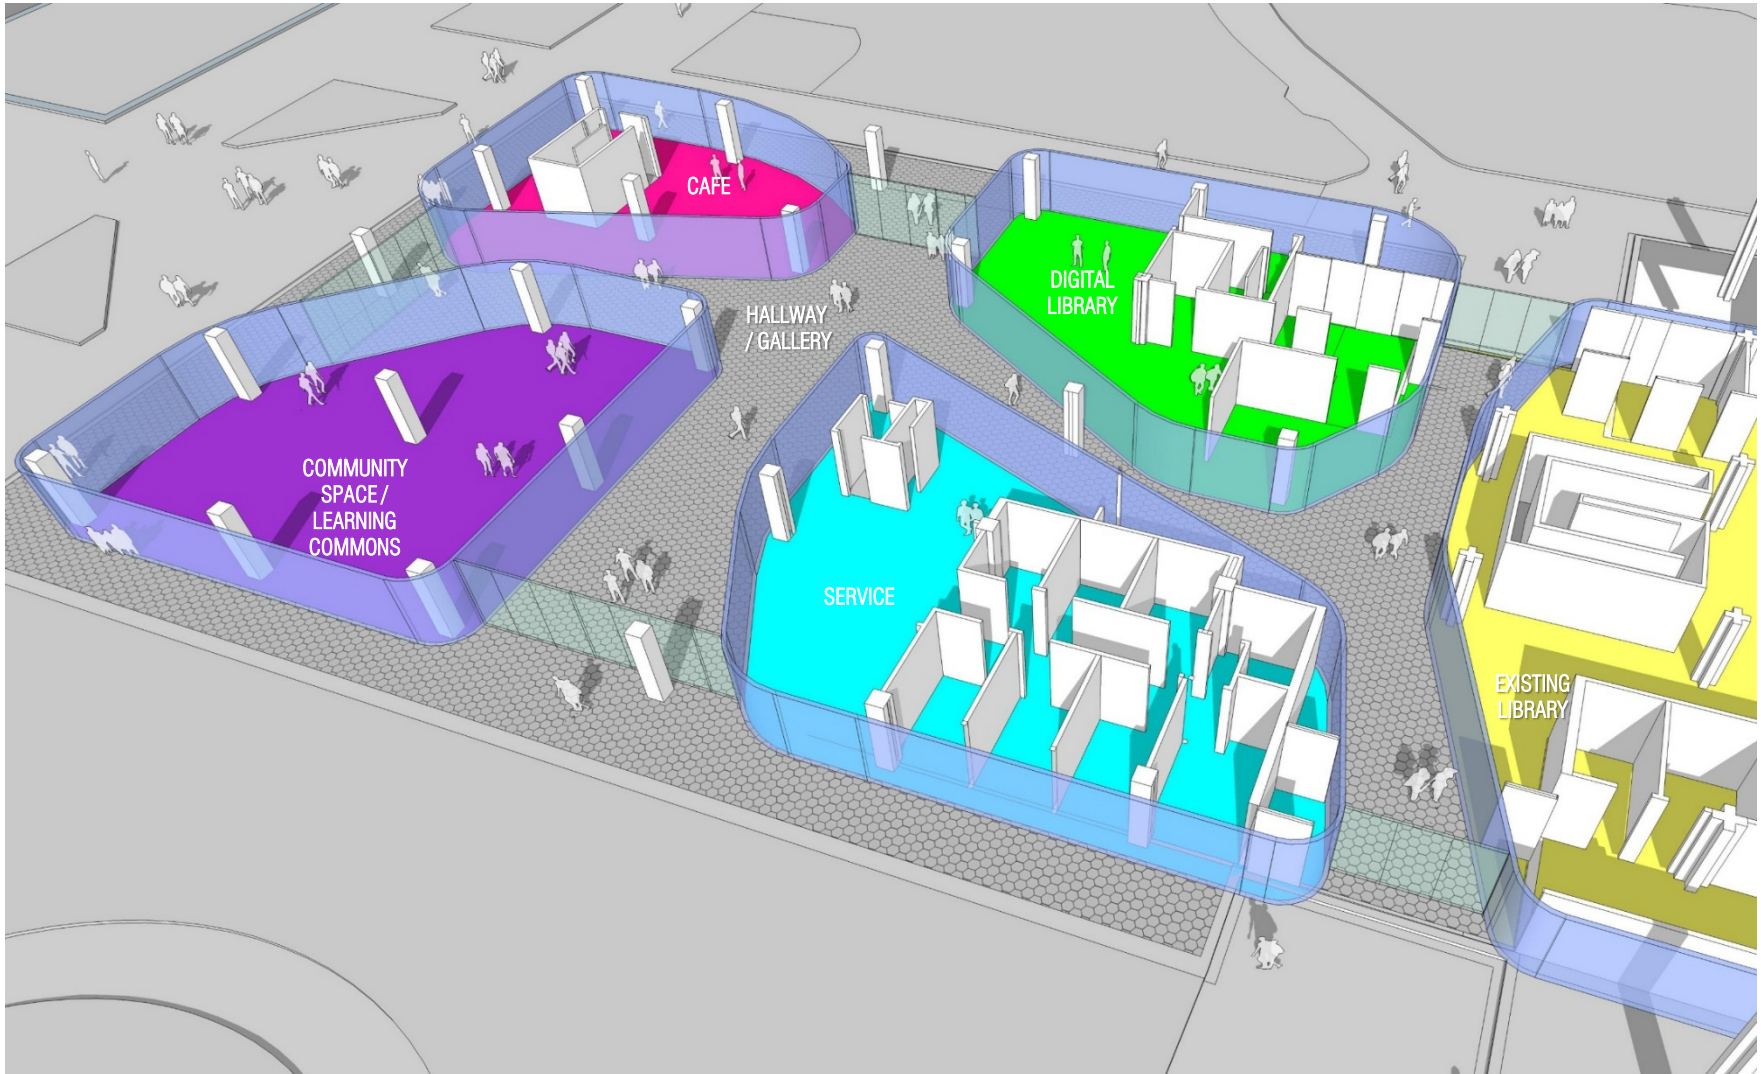 CAFE
DIGITAL
LIBRARY
HALLWAY
/ GALLERY
COMMUNITY
SPACE /
LEARNING
COMMONS
SERVICE
EXISTING
LIBRARY